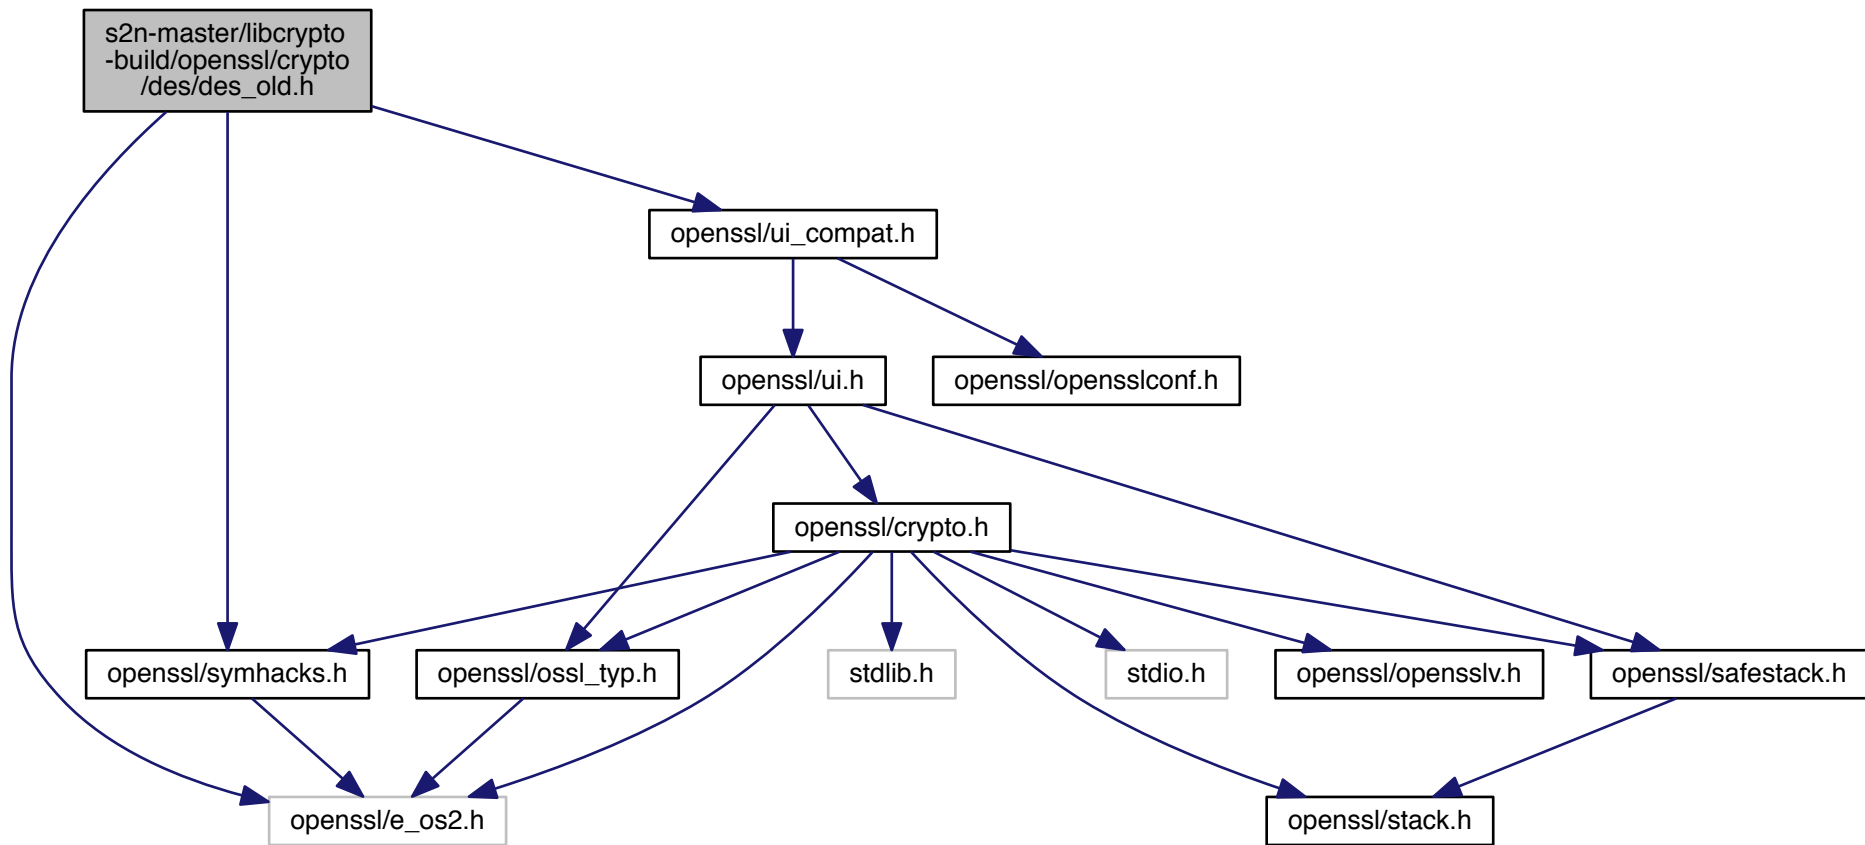 s2n-master/libcrypto
-build/openssl/crypto
/des/des_old.h
openssl/ui_compat.h
openssl/ui.h
openssl/opensslconf.h
openssl/crypto.h
openssl/symhacks.h
openssl/ossl_typ.h
stdlib.h
stdio.h
openssl/opensslv.h
openssl/safestack.h
openssl/e_os2.h
openssl/stack.h